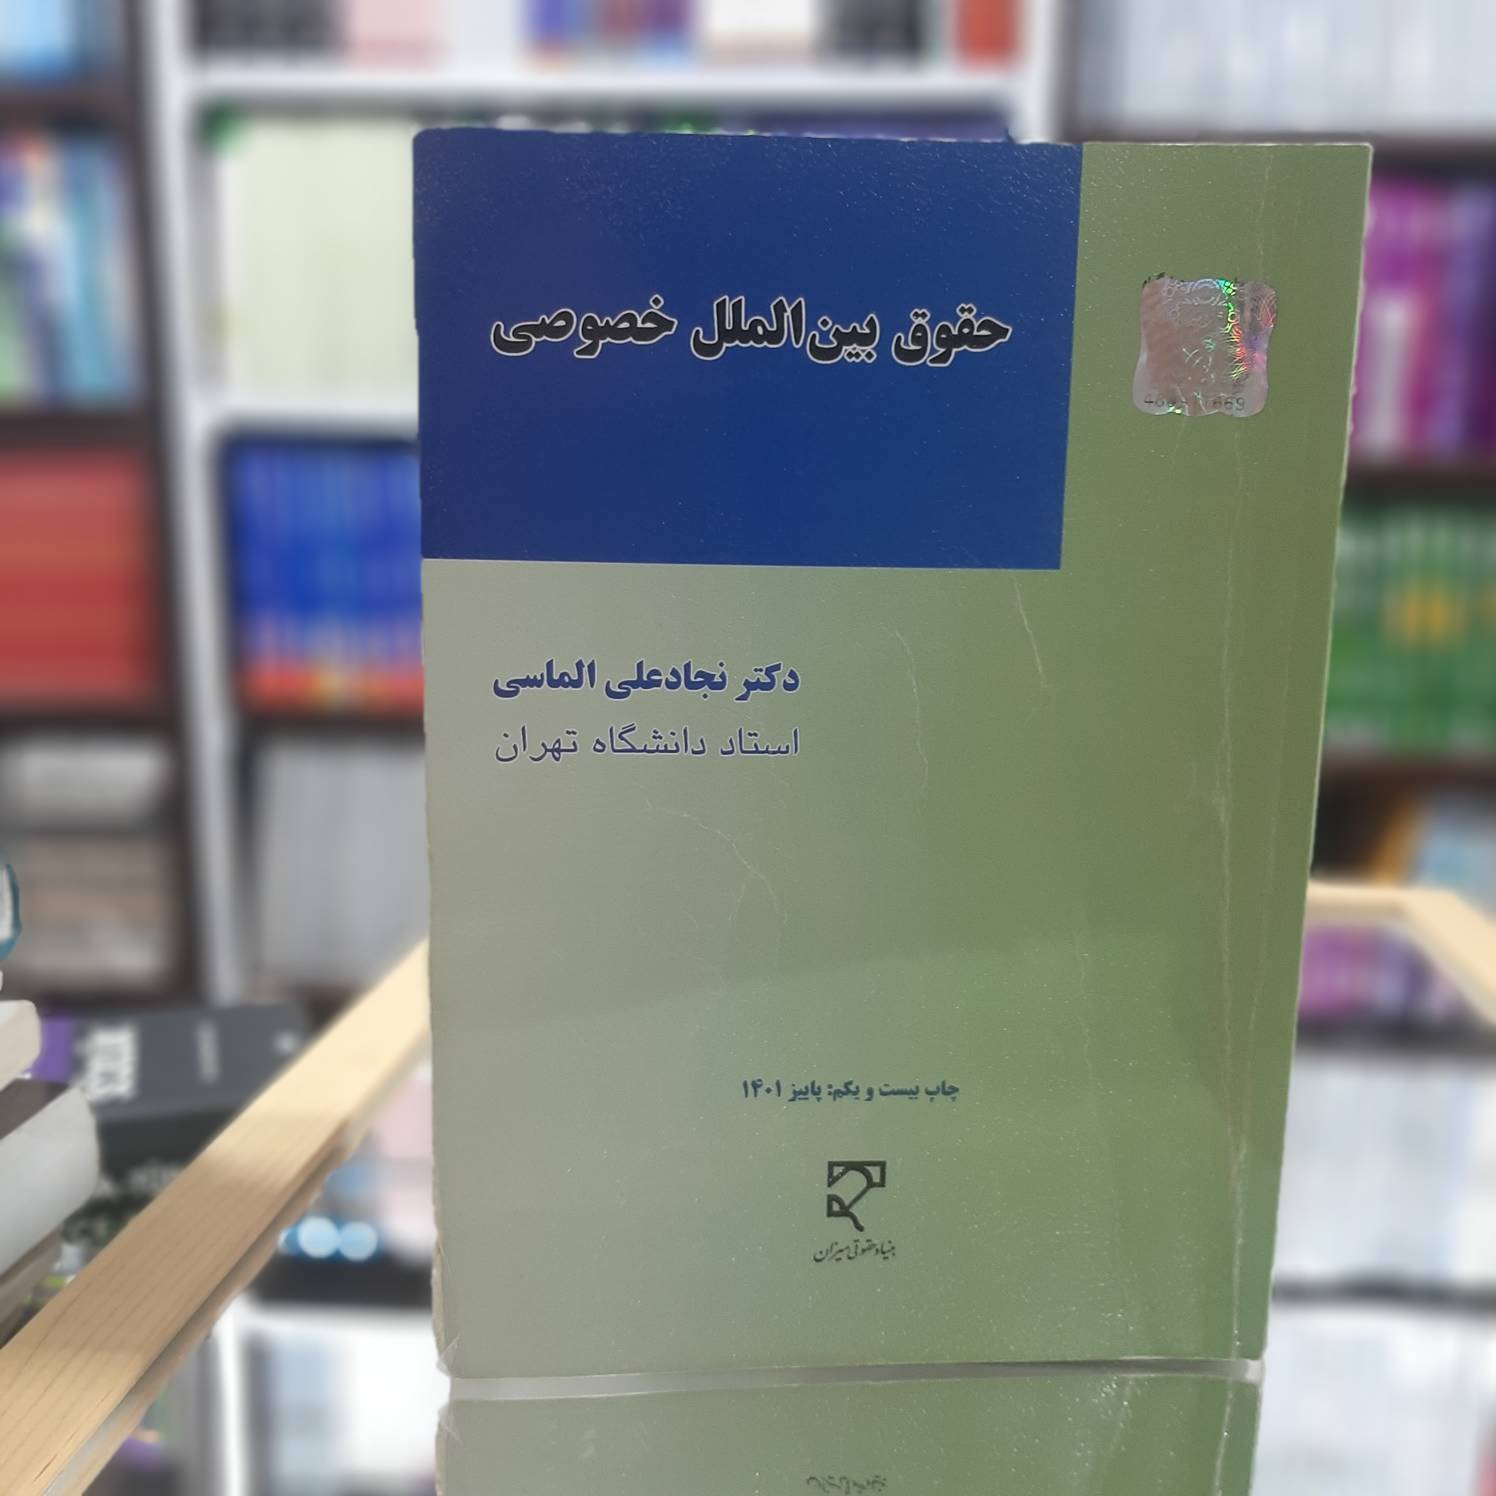 حقوق بین‌الملل خصوصی
دکتر نجادعلی الماسی
استاد دانشگاه تهران
چاپ بیست و یکم: پاییز ۱۴۰۱
بنیاد حقوقی میزان